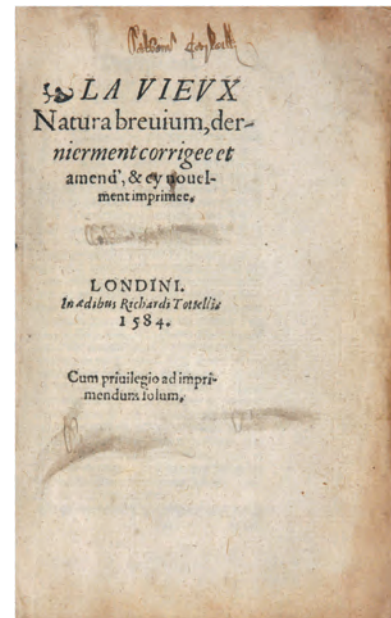 LA VIEVX
Natura breuium, der-
nierment corrigee et
amend', & cy nouel-
ment imprimee.
LONDINI.
In ædibus Richardi Tottelli.
1584.
Cum priuilegio ad impri-
mendum solum.